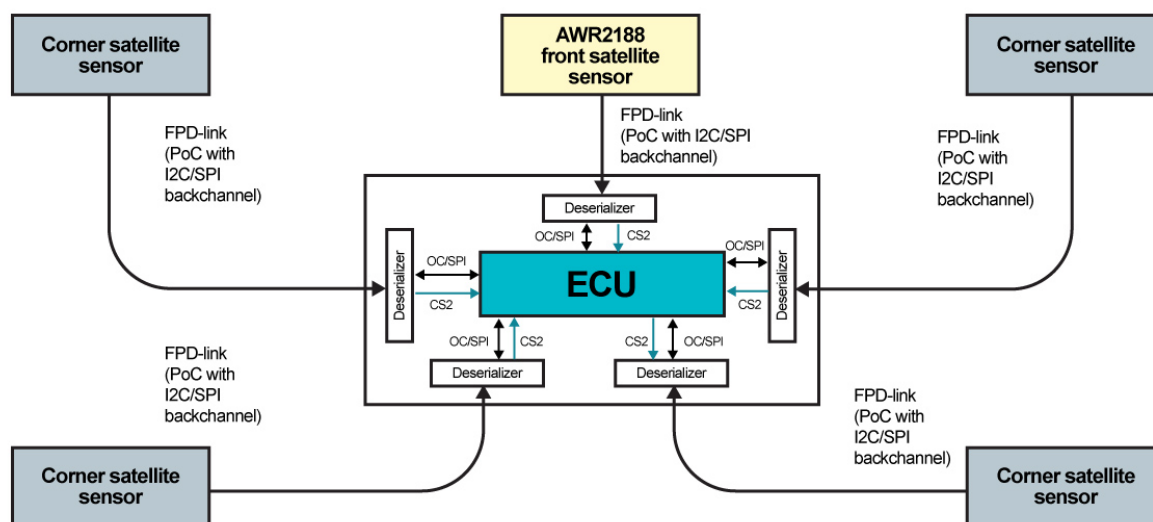 Corner satellite
sensor
AWR2188
front satellite
sensor
Corner satellite
sensor
FPD-link
(PoC with
I2C/SPI
backchannel)
FPD-link
(PoC with I2C/SPI
backchannel)
FPD-link
(PoC with
I2C/SPI
backchannel)
Deserializer
OC/SPI
CS2
Deserializer
OC/SPI
CS2
ECU
OC/SPI
CS2
Deserializer
OC/SPI
CS2
Deserializer
CS2
OC/SPI
Deserializer
FPD-link
(PoC with
I2C/SPI
backchannel)
FPD-link
(PoC with
I2C/SPI
backchannel)
Corner satellite
sensor
Corner satellite
sensor